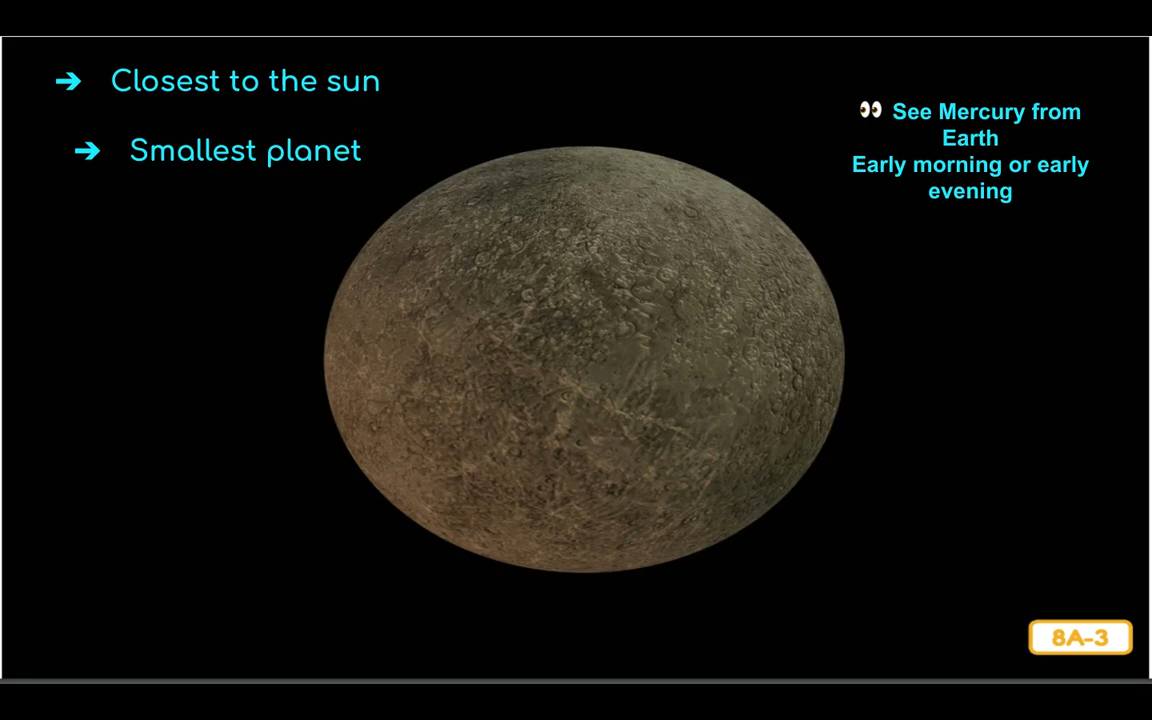 ➔ Closest to the sun
➔ Smallest planet
👀 See Mercury from
Earth
Early morning or early
evening
8A-3